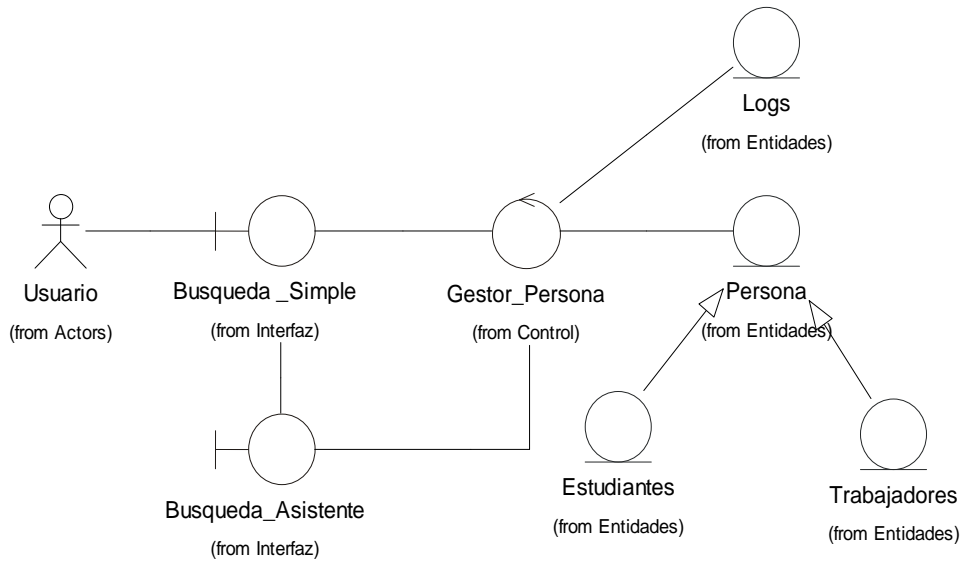 Logs
(from Entidades)
Usuario
(from Actors)
Busqueda _Simple
(from Interfaz)
Gestor_Persona
(from Control)
Persona
(from Entidades)
Busqueda_Asistente
(from Interfaz)
Estudiantes
(from Entidades)
Trabajadores
(from Entidades)